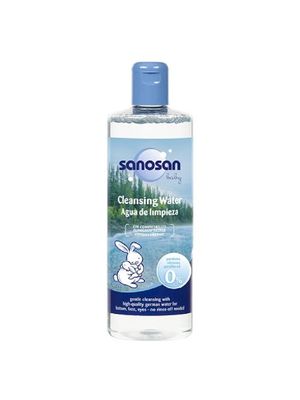 sanosan
baby
Cleansing Water
Agua de limpieza
0%
gentle cleansing with
high-quality german water for
bottom, face, eyes - no rinse-off needed